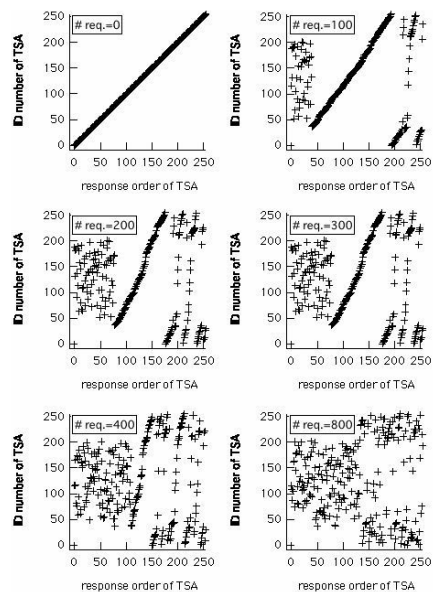 # req.=0
ID number of TSA
250
200
150
100
50
0
0 50 100 150 200 250
response order of TSA
# req.=100
ID number of TSA
250
200
150
100
50
0
0 50 100 150 200 250
response order of TSA
# req.=200
ID number of TSA
250
200
150
100
50
0
0 50 100 150 200 250
response order of TSA
# req.=300
ID number of TSA
250
200
150
100
50
0
0 50 100 150 200 250
response order of TSA
# req.=400
ID number of TSA
250
200
150
100
50
0
0 50 100 150 200 250
response order of TSA
# req.=800
ID number of TSA
250
200
150
100
50
0
0 50 100 150 200 250
response order of TSA